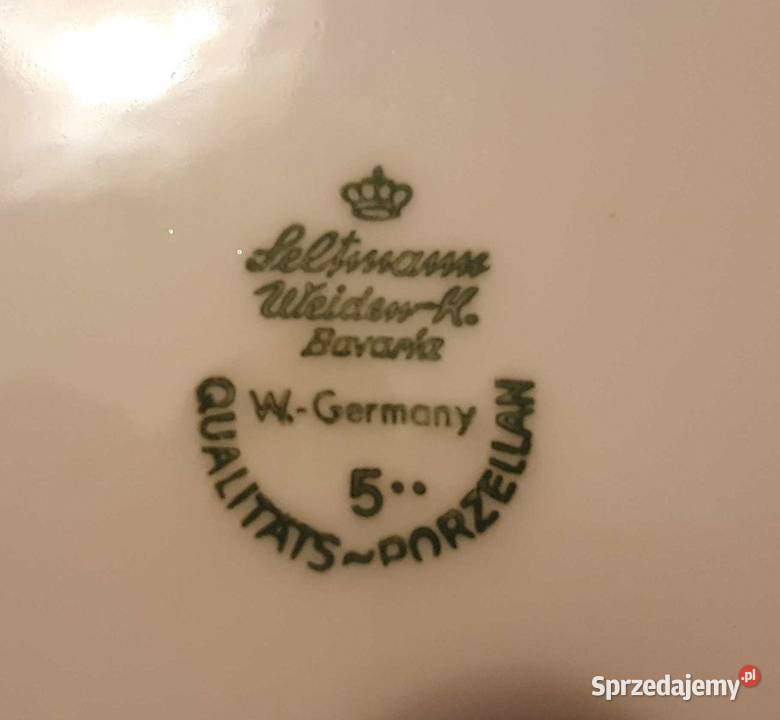 Seltmann
Weiden-K.
Bavaria
W.-Germany
5••
QUALITÄTS~PORZELLAN
Sprzedajemy.pl